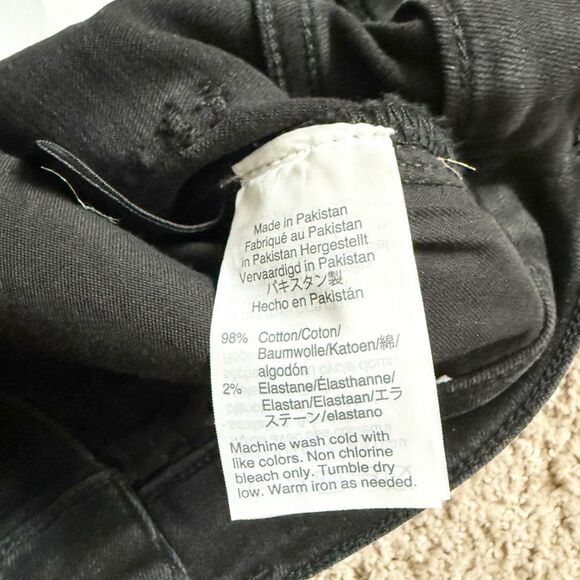 Made in Pakistan
Fabriqué au Pakistan
in Pakistan Hergestellt
Vervaardigd in Pakistan
パキスタン製
Hecho en Pakistán
98% Cotton/Coton/
Baumwolle/Katoen/綿/
algodón
2% Elastane/Élasthanne/
Elastan/Elastaan/エラ
ステーン/elastano
Machine wash cold with
like colors. Non chlorine
bleach only. Tumble dry
low. Warm iron as needed.